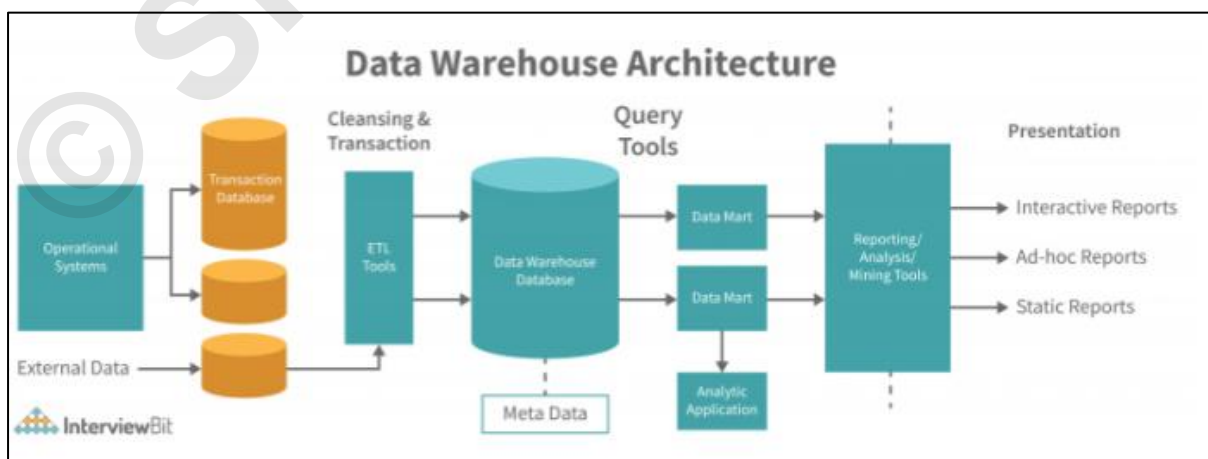 Data Warehouse Architecture
Cleansing &
Transaction
Query
Tools
Presentation
Operational
Systems
Transaction
Database
ETL
Tools
Data Warehouse
Database
Data Mart
Data Mart
Analytic
Application
Reporting/
Analysis/
Mining Tools
Interactive Reports
Ad-hoc Reports
Static Reports
External Data
Meta Data
InterviewBit